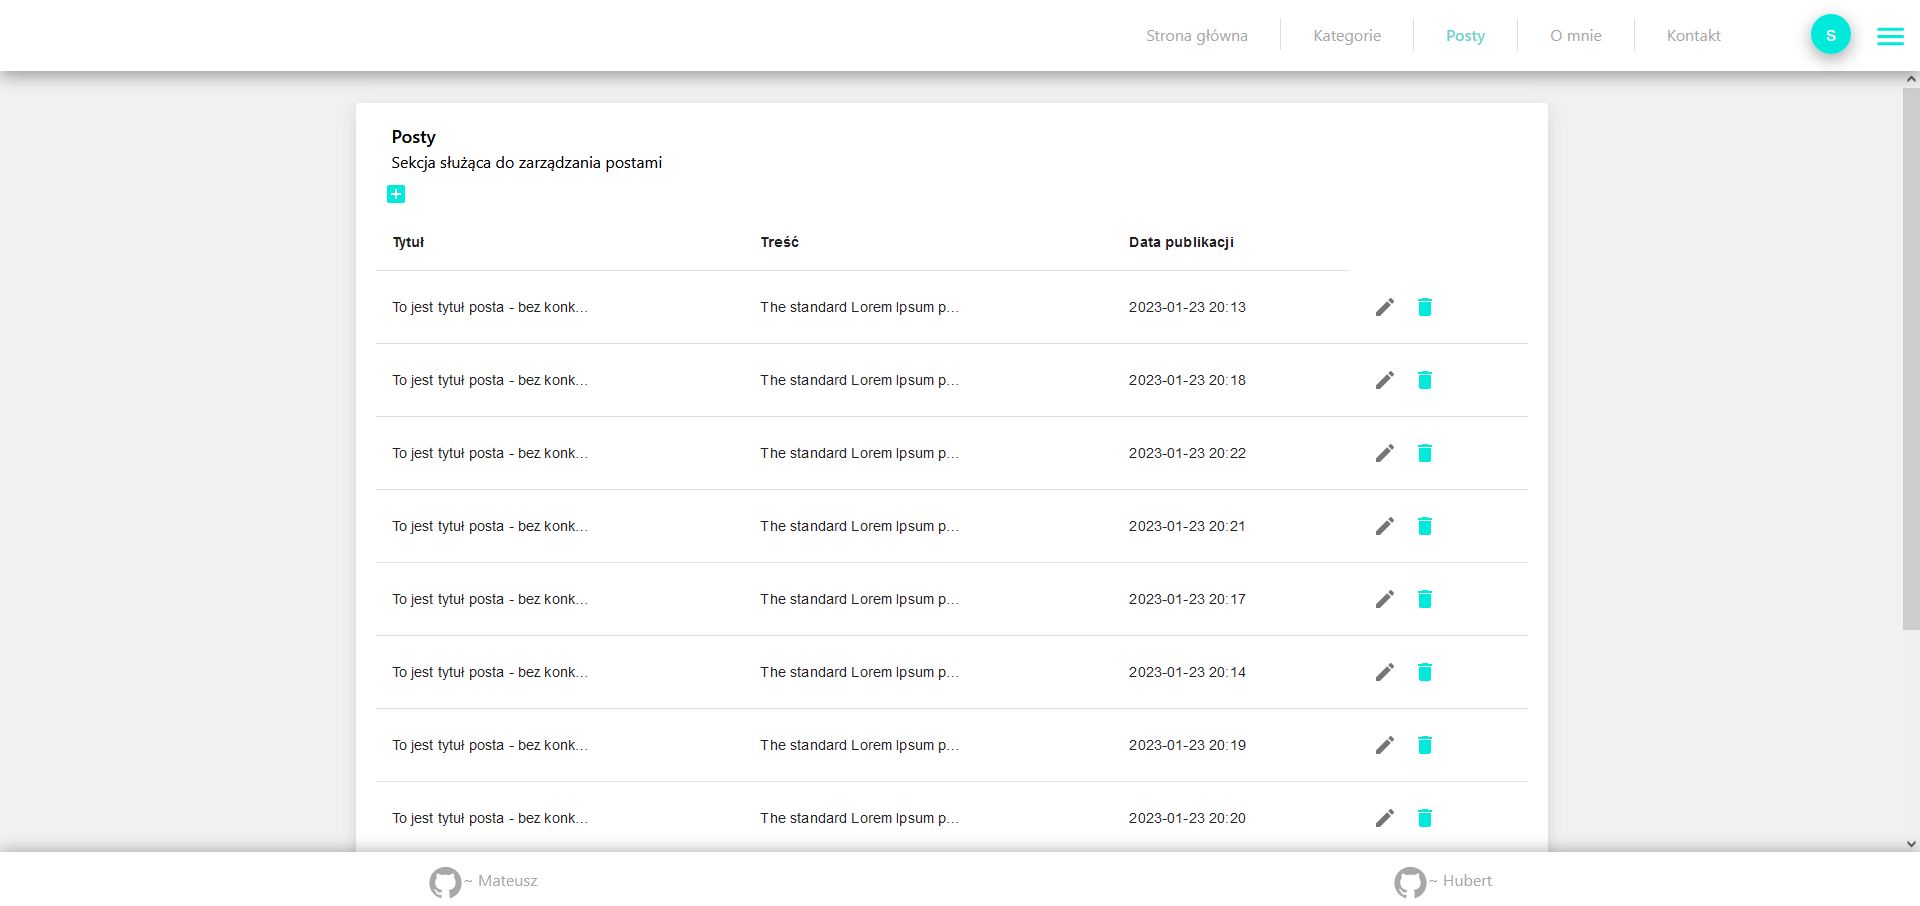 Strona główna Kategorie Posty O mnie Kontakt S
Posty
Sekcja służąca do zarządzania postami
Tytuł Treść Data publikacji
To jest tytuł posta - bez konk... The standard Lorem Ipsum p... 2023-01-23 20:13
To jest tytuł posta - bez konk... The standard Lorem Ipsum p... 2023-01-23 20:18
To jest tytuł posta - bez konk... The standard Lorem Ipsum p... 2023-01-23 20:22
To jest tytuł posta - bez konk... The standard Lorem Ipsum p... 2023-01-23 20:21
To jest tytuł posta - bez konk... The standard Lorem Ipsum p... 2023-01-23 20:17
To jest tytuł posta - bez konk... The standard Lorem Ipsum p... 2023-01-23 20:14
To jest tytuł posta - bez konk... The standard Lorem Ipsum p... 2023-01-23 20:19
To jest tytuł posta - bez konk... The standard Lorem Ipsum p... 2023-01-23 20:20
~ Mateusz ~ Hubert